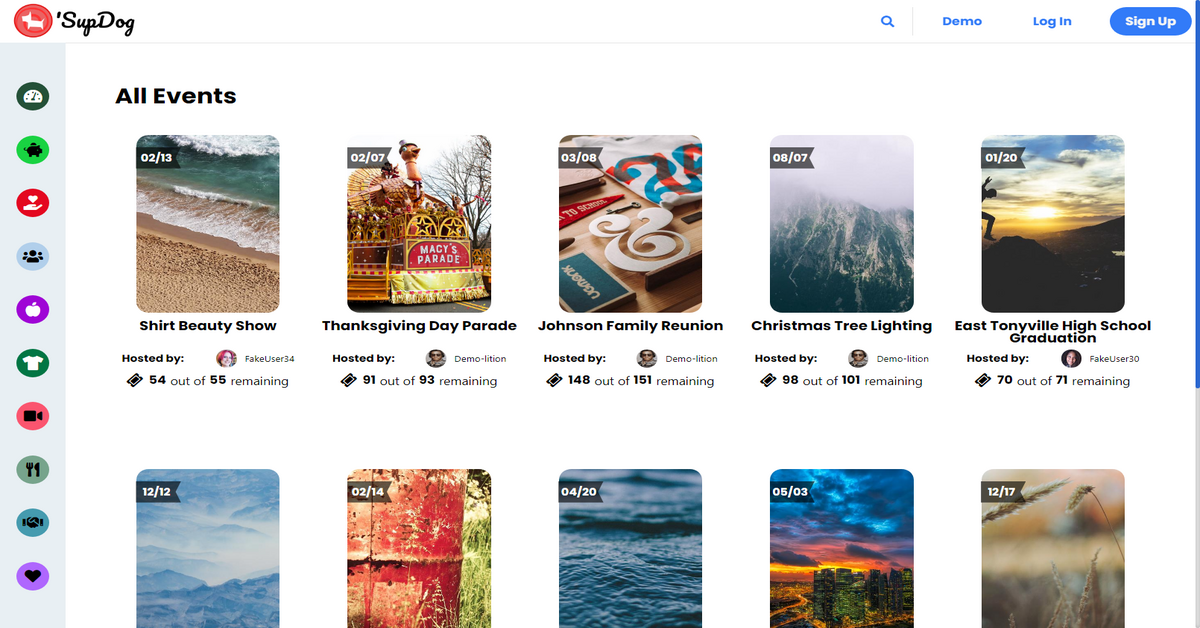 'SupDog
Demo
Log In
Sign Up
All Events
02/13
02/07
03/08
08/07
01/20
MACY'S
PARADE
TO SCHOOL
&
Shirt Beauty Show
Thanksgiving Day Parade
Johnson Family Reunion
Christmas Tree Lighting
East Tonyville High School
Graduation
Hosted by: FakeUser34
Hosted by: Demo-lition
Hosted by: Demo-lition
Hosted by: Demo-lition
Hosted by: FakeUser30
54 out of 55 remaining
91 out of 93 remaining
148 out of 151 remaining
98 out of 101 remaining
70 out of 71 remaining
12/12
02/14
04/20
05/03
12/17